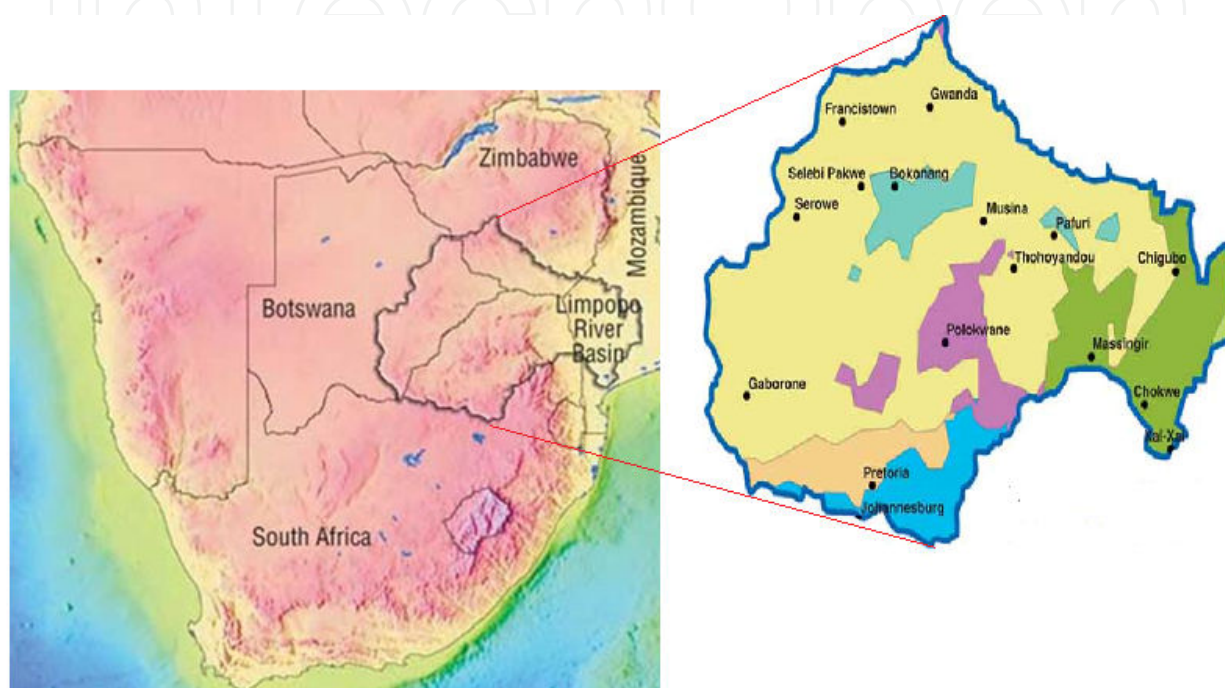 Zimbabwe
Mozambique
Botswana
Limpopo
River
Basin
South Africa
Gwanda
Francistown
Selebi Pakwe
Bokonang
Serowe
Musina
Pafuri
Thohoyandou
Chigubo
Polokwane
Massingir
Gaborone
Chokwe
Xai-Xai
Pretoria
Johannesburg